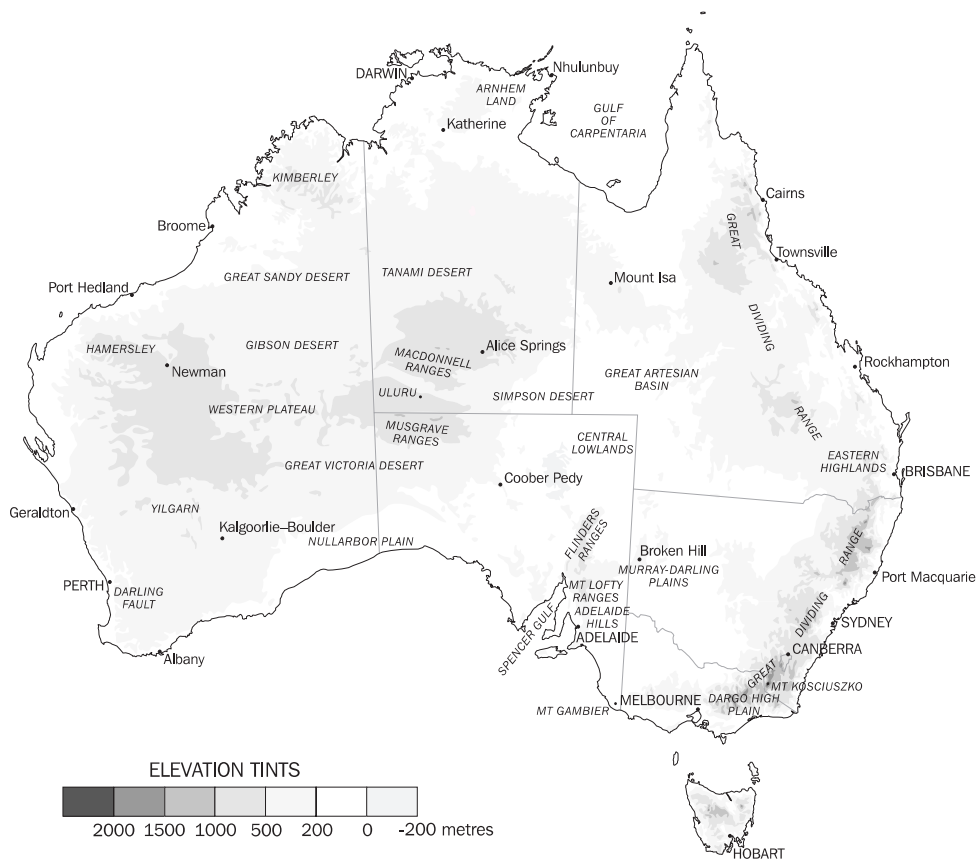 DARWIN
Nhulunbuy
ARNHEM
LAND
GULF
OF
CARPENTARIA
Katherine
KIMBERLEY
Cairns
Broome
GREAT
Townsville
GREAT SANDY DESERT
TANAMI DESERT
Mount Isa
Port Hedland
DIVIDING
HAMERSLEY
GIBSON DESERT
Alice Springs
MACDONNELL
RANGES
Newman
Rockhampton
GREAT ARTESIAN
BASIN
ULURU
SIMPSON DESERT
WESTERN PLATEAU
RANGE
MUSGRAVE
RANGES
CENTRAL
LOWLANDS
EASTERN
HIGHLANDS
GREAT VICTORIA DESERT
BRISBANE
Coober Pedy
Geraldton
YILGARN
Kalgoorlie–Boulder
NULLARBOR PLAIN
FLINDERS
RANGES
RANGE
Broken Hill
MURRAY-DARLING
PLAINS
Port Macquarie
PERTH
DARLING
FAULT
MT LOFTY
RANGES
ADELAIDE
HILLS
DIVIDING
SYDNEY
SPENCER GULF
ADELAIDE
CANBERRA
Albany
GREAT
MT KOSCIUSZKO
MELBOURNE
DARGO HIGH
PLAIN
MT GAMBIER
ELEVATION TINTS
2000 1500 1000 500 200 0 -200 metres
HOBART